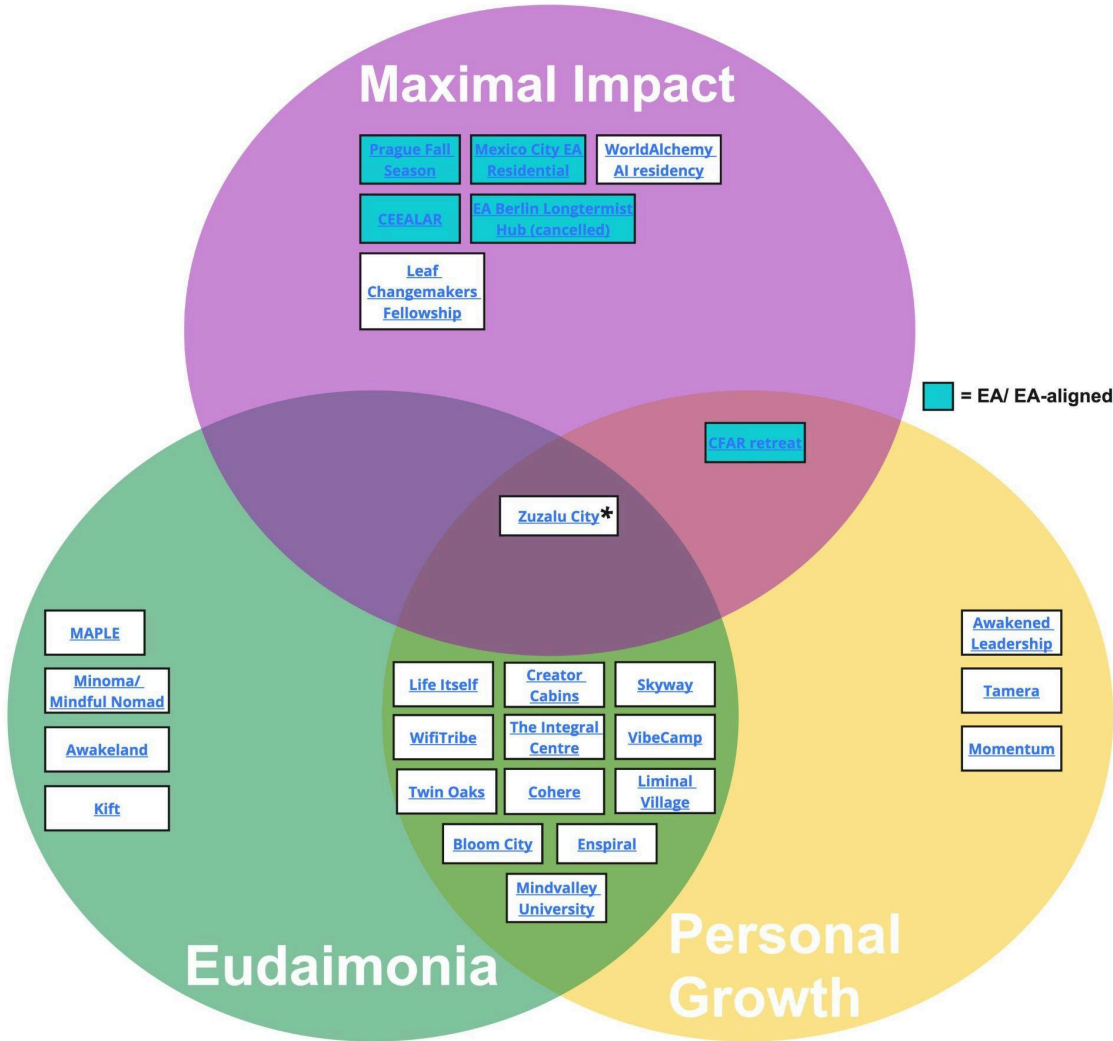 Maximal Impact
Prague Fall
Season
Mexico City EA
Residential
WorldAlchemy
AI residency
CEEALAR
EA Berlin Longtermist
Hub (cancelled)
Leaf
Changemakers
Fellowship
= EA/ EA-aligned
CFAR retreat
Zuzalu City*
MAPLE
Minoma/
Mindful Nomad
Awakeland
Kift
Life Itself
Creator
Cabins
Skyway
WifiTribe
The Integral
Centre
VibeCamp
Twin Oaks
Cohere
Liminal
Village
Bloom City
Enspiral
Mindvalley
University
Awakened
Leadership
Tamera
Momentum
Eudaimonia
Personal
Growth